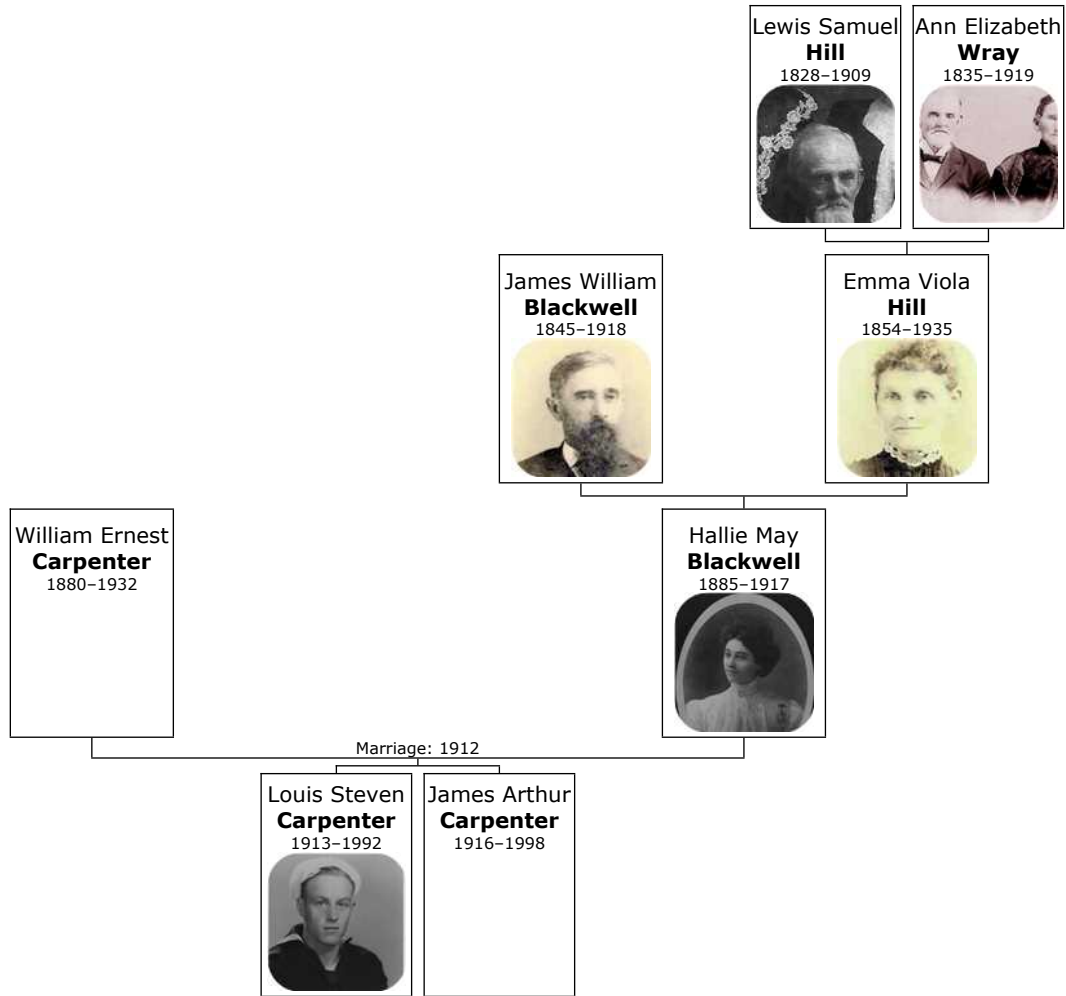 Lewis Samuel
Hill
1828–1909
Ann Elizabeth
Wray
1835–1919
James William
Blackwell
1845–1918
Emma Viola
Hill
1854–1935
William Ernest
Carpenter
1880–1932
Hallie May
Blackwell
1885–1917
Marriage: 1912
Louis Steven
Carpenter
1913–1992
James Arthur
Carpenter
1916–1998